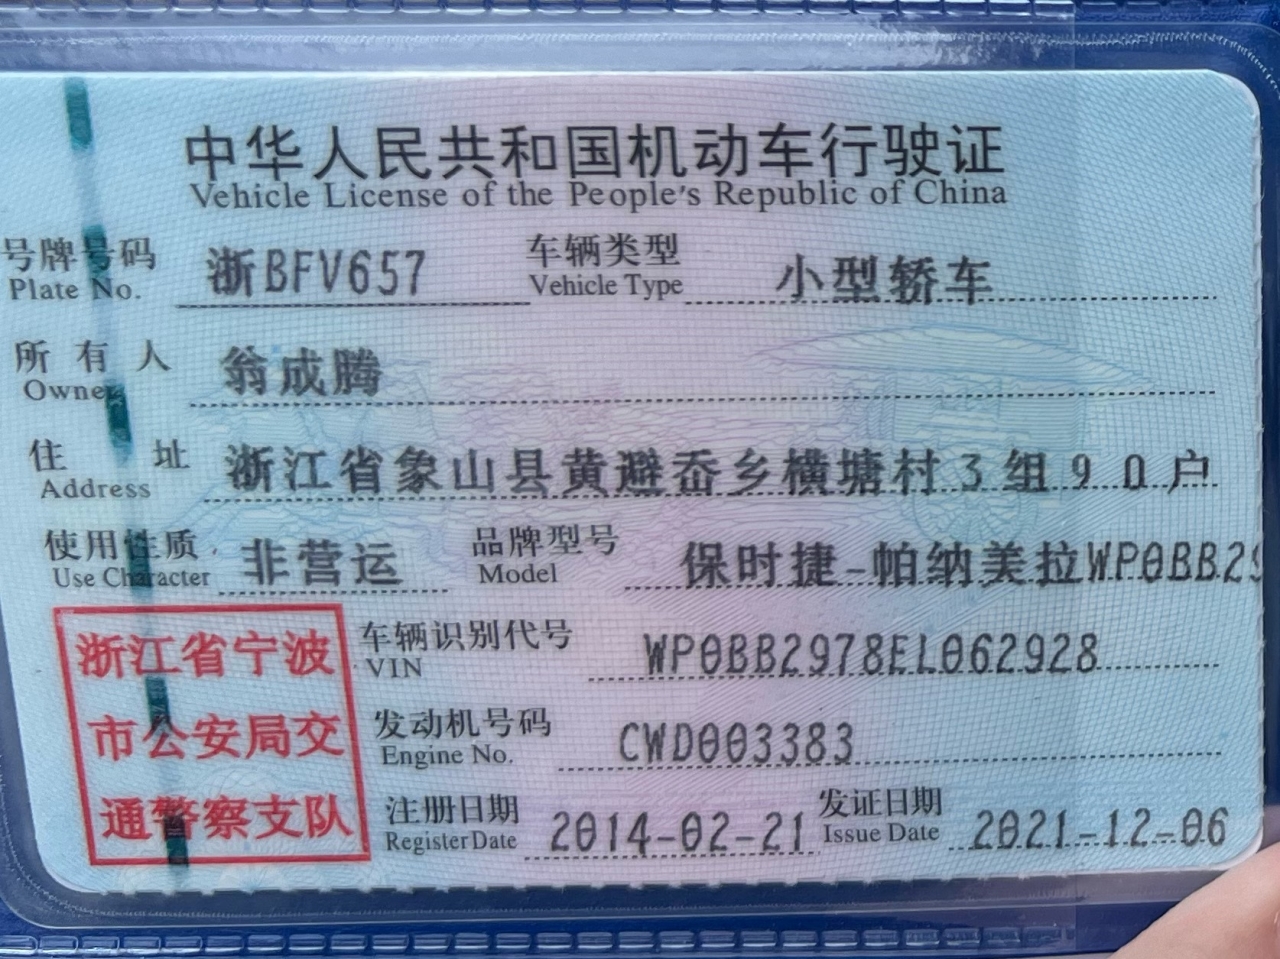 中华人民共和国机动车行驶证
Vehicle License of the People's Republic of China
号牌号码 浙BFV657 车辆类型 小型轿车
Plate No. Vehicle Type
所有人 翁成腾
Owner
住址 浙江省象山县黄避岙乡横塘村3组90户
Address
使用性质 非营运 品牌型号 保时捷-帕纳美拉WP0BB29
Use Character Model
浙江省宁波
市公安局交
通警察支队
车辆识别代号 WP0BB2978EL062928
VIN
发动机号码 CWD003383
Engine No.
注册日期 2014-02-21 发证日期 2021-12-06
Register Date Issue Date